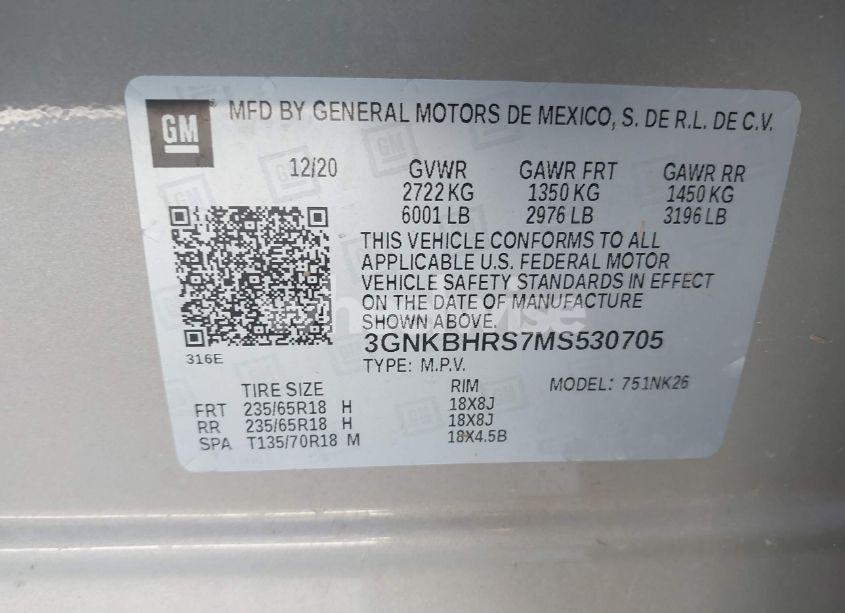 GM
MFD BY GENERAL MOTORS DE MEXICO, S. DE R.L. DE C.V.
12/20 GVWR GAWR FRT GAWR RR
2722 KG 1350 KG 1450 KG
6001 LB 2976 LB 3196 LB
THIS VEHICLE CONFORMS TO ALL
APPLICABLE U.S. FEDERAL MOTOR
VEHICLE SAFETY STANDARDS IN EFFECT
ON THE DATE OF MANUFACTURE
SHOWN ABOVE.
3GNKBHRS7MS530705
316E
TYPE: M.P.V.
TIRE SIZE RIM MODEL: 751NK26
FRT 235/65R18 H 18X8J
RR 235/65R18 H 18X8J
SPA T135/70R18 M 18X4.5B